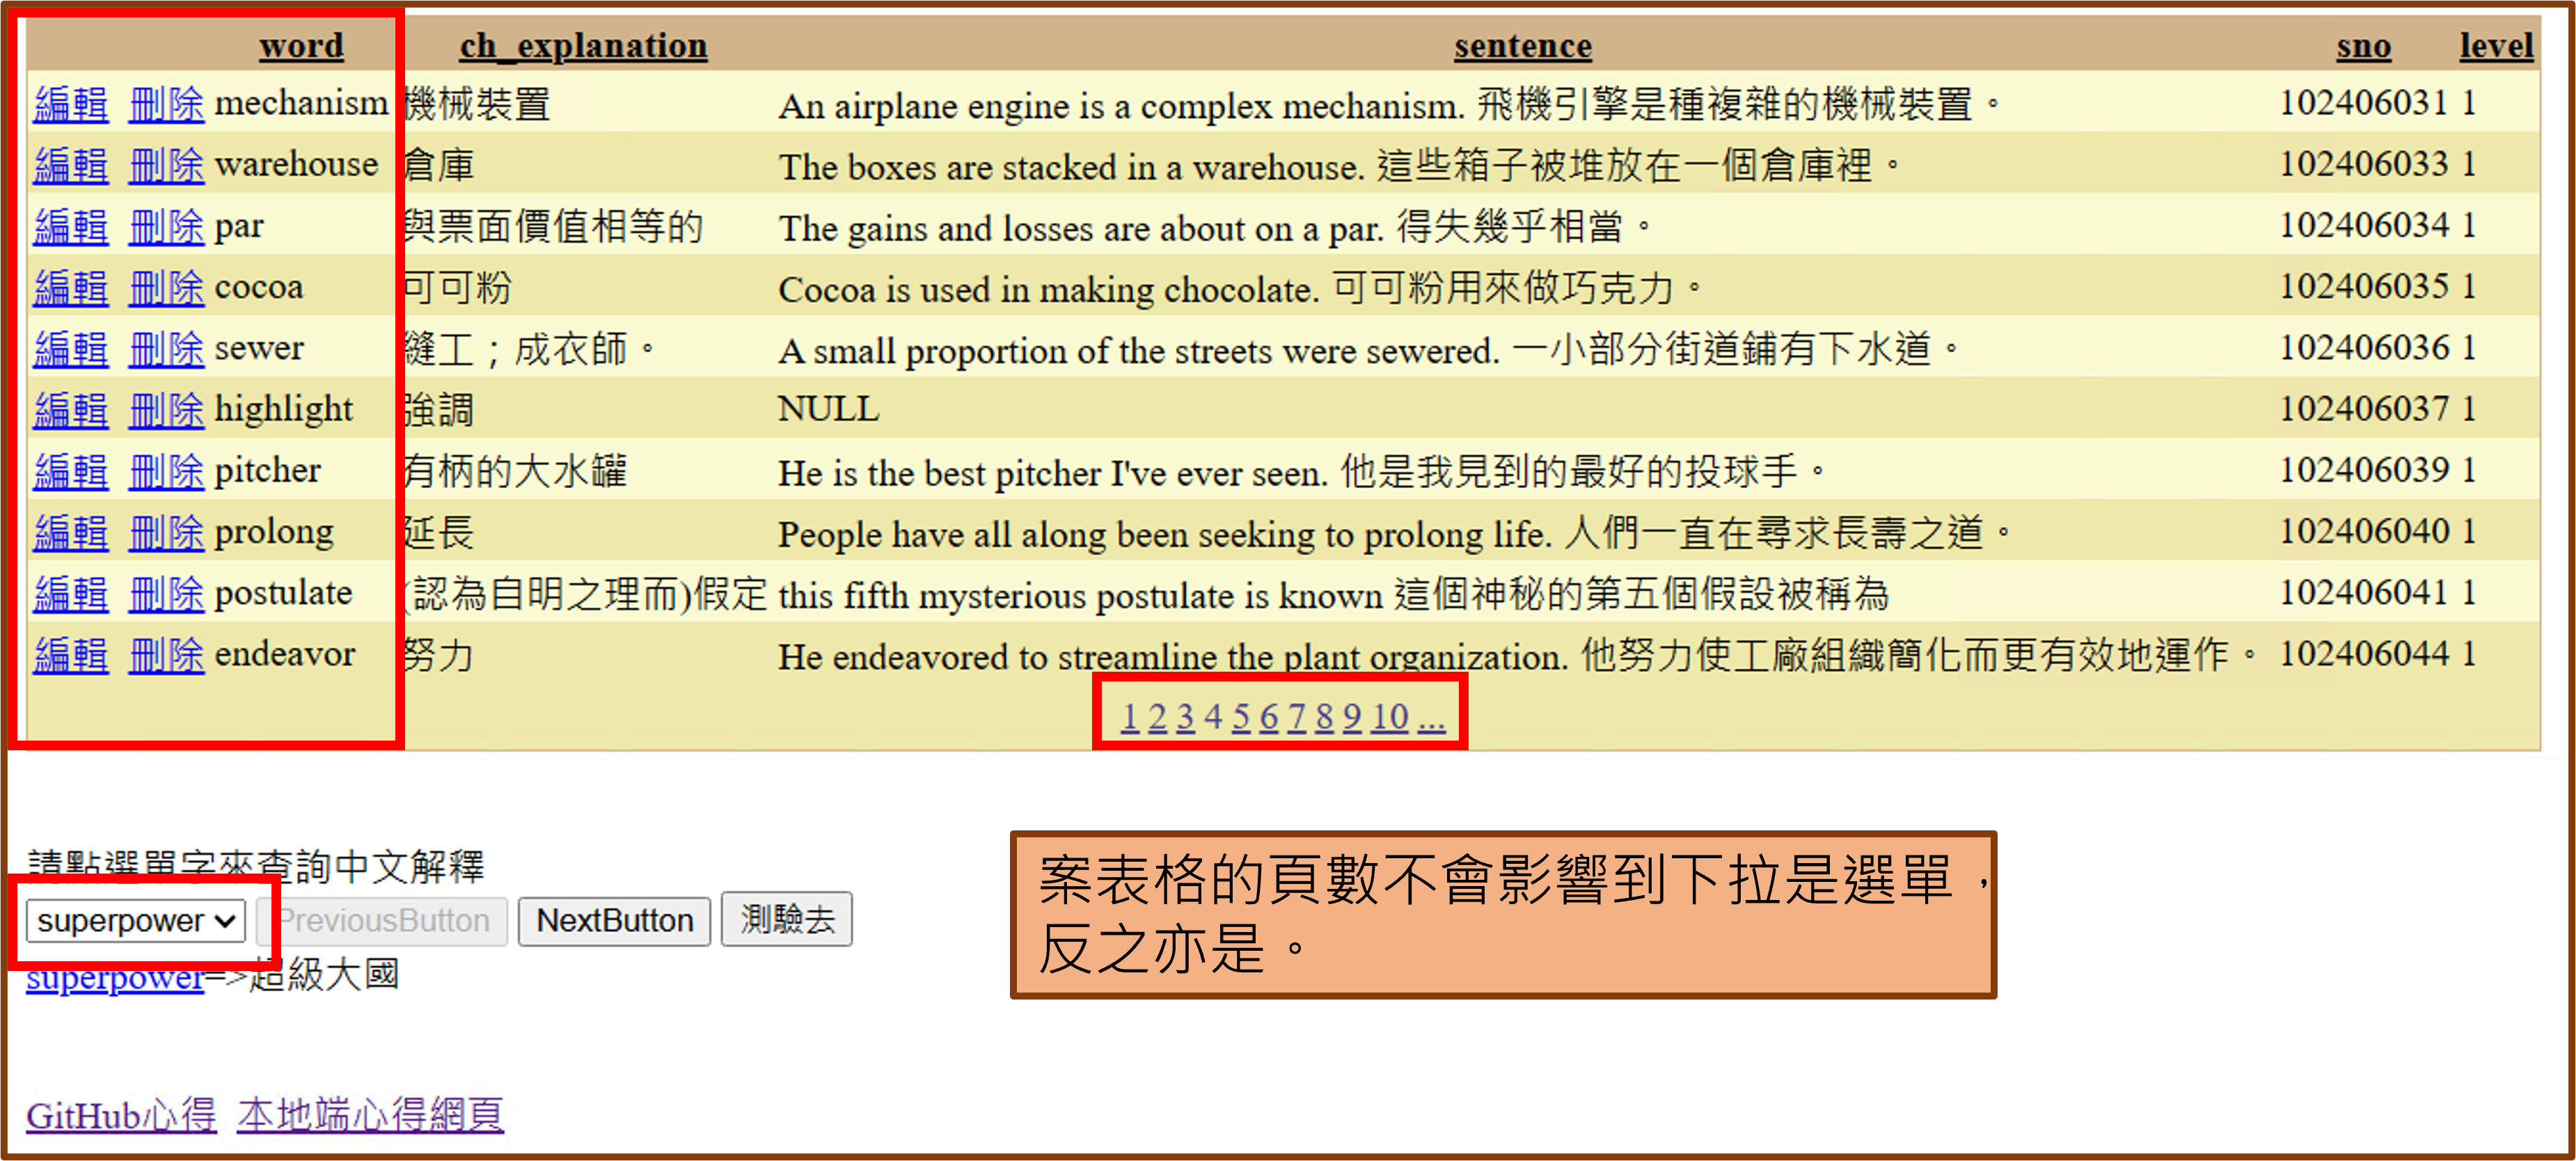 word ch_explanation sentence sno level
編輯 刪除 mechanism 機械裝置 An airplane engine is a complex mechanism. 飛機引擎是種複雜的機械裝置。 102406031 1
編輯 刪除 warehouse 倉庫 The boxes are stacked in a warehouse. 這些箱子被堆放在一個倉庫裡。 102406033 1
編輯 刪除 par 與票面價值相等的 The gains and losses are about on a par. 得失幾乎相當。 102406034 1
編輯 刪除 cocoa 可可粉 Cocoa is used in making chocolate. 可可粉用來做巧克力。 102406035 1
編輯 刪除 sewer 縫工；成衣師。 A small proportion of the streets were sewered. 一小部分街道鋪有下水道。 102406036 1
編輯 刪除 highlight 強調 NULL 102406037 1
編輯 刪除 pitcher 有柄的大水罐 He is the best pitcher I've ever seen. 他是我見到的最好的投球手。 102406039 1
編輯 刪除 prolong 延長 People have all along been seeking to prolong life. 人們一直在尋求長壽之道。 102406040 1
編輯 刪除 postulate (認為自明之理而)假定 this fifth mysterious postulate is known 這個神秘的第五個假設被稱為 102406041 1
編輯 刪除 endeavor 努力 He endeavored to streamline the plant organization. 他努力使工廠組織簡化而更有效地運作。 102406044 1
1 2 3 4 5 6 7 8 9 10 ...
請點選單字來查詢中文解釋
superpower PreviousButton NextButton 測驗去
superpower=>超級大國
案表格的頁數不會影響到下拉是選單，
反之亦是。
GitHub心得 本地端心得網頁